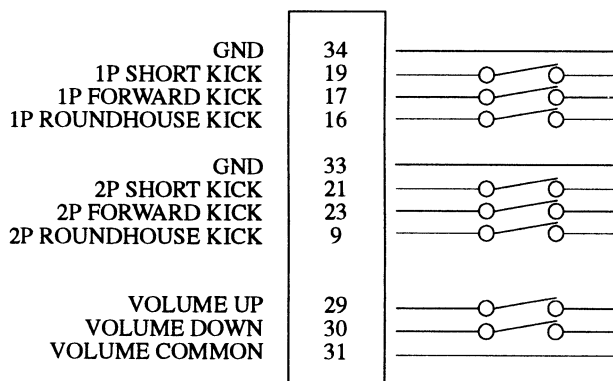 GND 34
1P SHORT KICK 19
1P FORWARD KICK 17
1P ROUNDHOUSE KICK 16
GND 33
2P SHORT KICK 21
2P FORWARD KICK 23
2P ROUNDHOUSE KICK 9
VOLUME UP 29
VOLUME DOWN 30
VOLUME COMMON 31